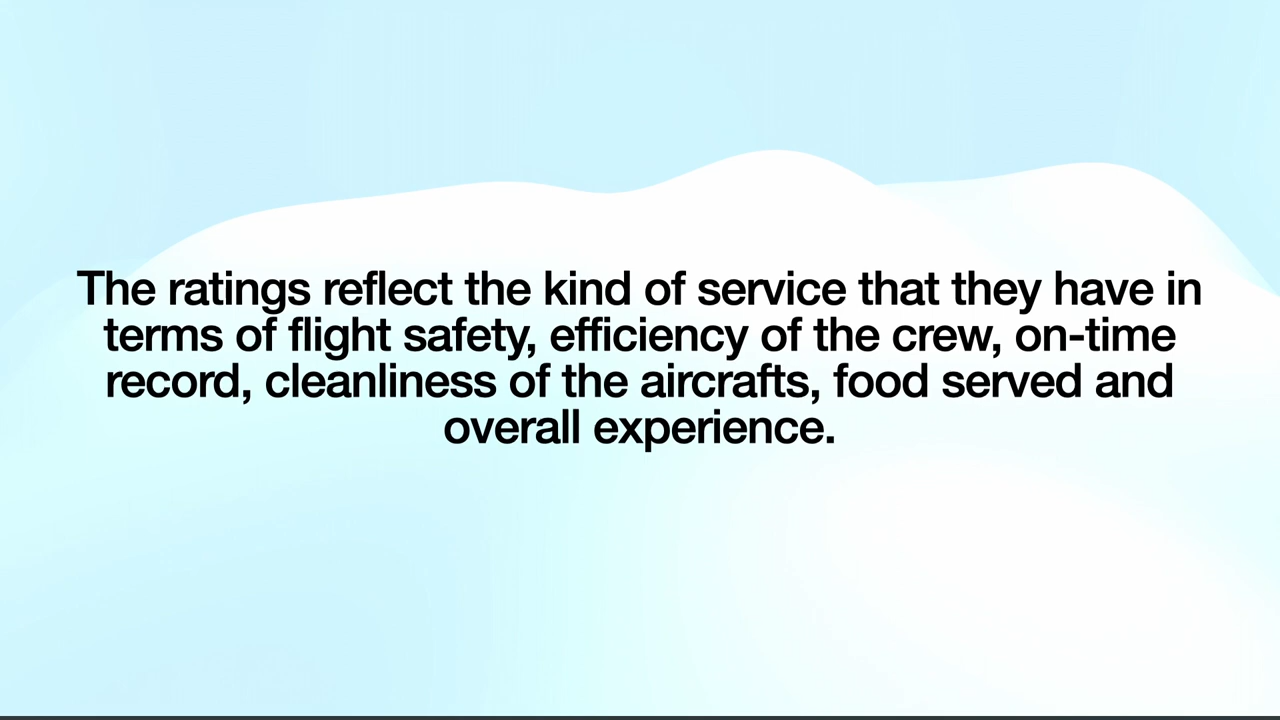 The ratings reflect the kind of service that they have in
terms of flight safety, efficiency of the crew, on-time
record, cleanliness of the aircrafts, food served and
overall experience.